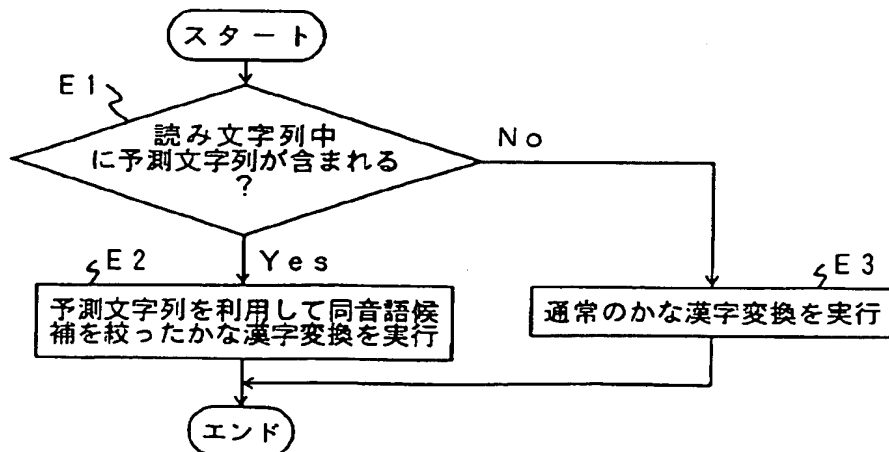 スタート
E1
読み文字列中
に予測文字列が含まれる
?
No
Yes
E2
予測文字列を利用して同音語候
補を絞ったかな漢字変換を実行
E3
通常のかな漢字変換を実行
エンド